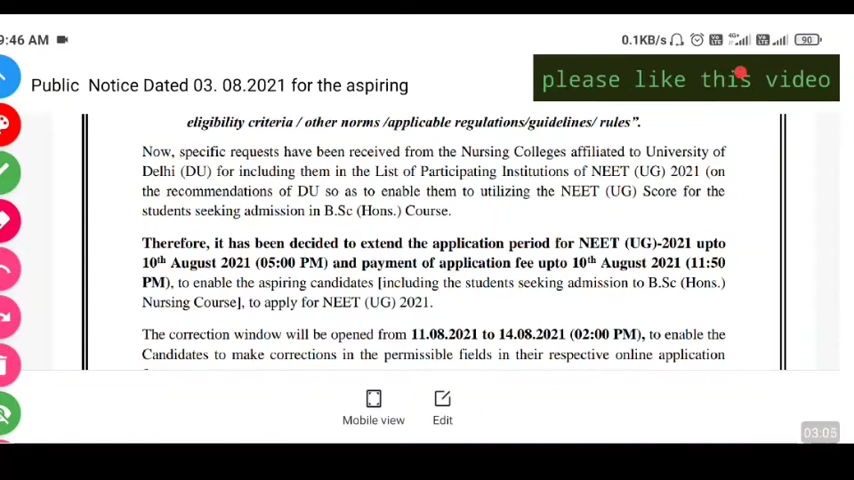 9:46 AM
0.1KB/s 4G+ Vo LTE Vo LTE 90
Public Notice Dated 03. 08.2021 for the aspiring
please like this video
eligibility criteria / other norms /applicable regulations/guidelines/ rules”.
Now, specific requests have been received from the Nursing Colleges affiliated to University of
Delhi (DU) for including them in the List of Participating Institutions of NEET (UG) 2021 (on
the recommendations of DU so as to enable them to utilizing the NEET (UG) Score for the
students seeking admission in B.Sc (Hons.) Course.
Therefore, it has been decided to extend the application period for NEET (UG)-2021 upto
10th August 2021 (05:00 PM) and payment of application fee upto 10th August 2021 (11:50
PM), to enable the aspiring candidates [including the students seeking admission to B.Sc (Hons.)
Nursing Course], to apply for NEET (UG) 2021.
The correction window will be opened from 11.08.2021 to 14.08.2021 (02:00 PM), to enable the
Candidates to make corrections in the permissible fields in their respective online application
Mobile view
Edit
03:05